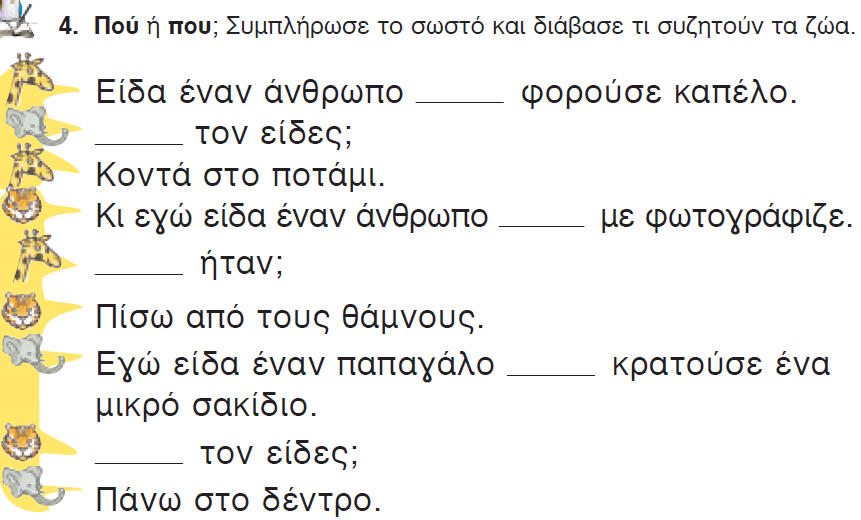 4. Πού ή που; Συμπλήρωσε το σωστό και διάβασε τι συζητούν τα ζώα.
Είδα έναν άνθρωπο _____ φορούσε καπέλο.
_____ τον είδες;
Κοντά στο ποτάμι.
Κι εγώ είδα έναν άνθρωπο _____ με φωτογράφιζε.
_____ ήταν;
Πίσω από τους θάμνους.
Εγώ είδα έναν παπαγάλο _____ κρατούσε ένα
μικρό σακίδιο.
_____ τον είδες;
Πάνω στο δέντρο.